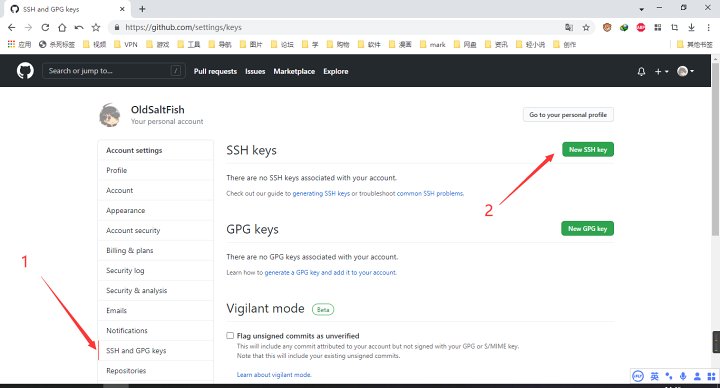 SSH and GPG keys
https://github.com/settings/keys
应用
杀死标签
视频
VPN
游戏
工具
导航
图片
论坛
学
购物
软件
漫画
mark
网盘
资讯
轻小说
创作
其他书签
Search or jump to...
/
Pull requests
Issues
Marketplace
Explore
OldSaltFish
Your personal account
Go to your personal profile
Account settings
Profile
Account
Appearance
Account security
Billing & plans
Security log
Security & analysis
Emails
Notifications
SSH and GPG keys
Repositories
1
SSH keys
New SSH key
There are no SSH keys associated with your account.
Check out our guide to generating SSH keys or troubleshoot common SSH problems.
2
GPG keys
New GPG key
There are no GPG keys associated with your account.
Learn how to generate a GPG key and add it to your account.
Vigilant mode
Beta
Flag unsigned commits as unverified
This will include any commit attributed to your account but not signed with your GPG or S/MIME key.
Note that this will include your existing unsigned commits.
Learn about vigilant mode.
英